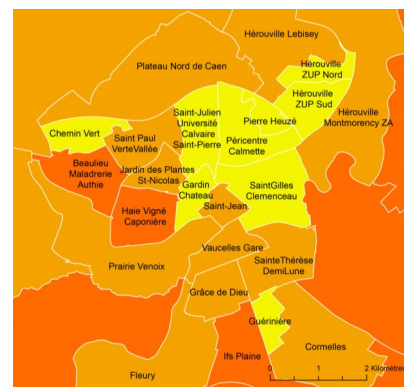 Hérouville Lebisey
Plateau Nord de Caen
Hérouville
ZUP Nord
Hérouville
ZUP Sud
Hérouville
Montmorency ZA
Saint-Julien
Université
Calvaire
Saint-Pierre
Pierre Heuzé
Chemin Vert
Saint Paul
VerteVallée
Péricentre
Calmette
Beaulieu
Maladrerie
Authie
Jardin des Plantes
St-Nicolas
Gardin
Chateau
SaintGilles
Clemenceau
Saint-Jean
Haie Vigné
Caponière
Vaucelles Gare
SainteThérèse
DemiLune
Prairie Venoix
Grâce de Dieu
Guérinière
Cormelles
Ifs Plaine
Fleury
0 1 2 Kilomètres